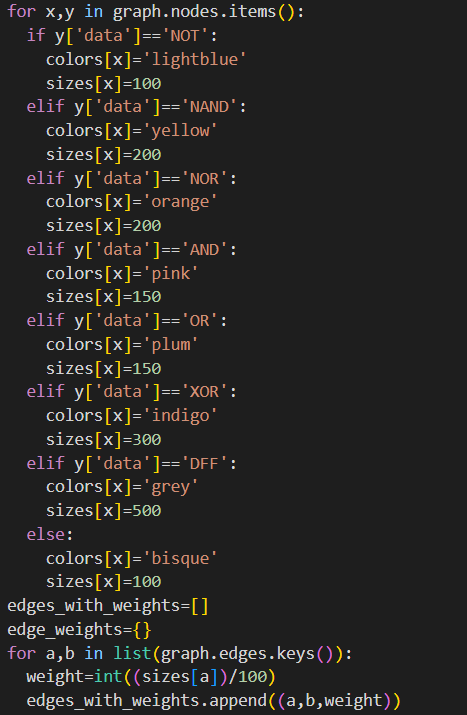 for x,y in graph.nodes.items():
  if y['data']=='NOT':
    colors[x]='lightblue'
    sizes[x]=100
  elif y['data']=='NAND':
    colors[x]='yellow'
    sizes[x]=200
  elif y['data']=='NOR':
    colors[x]='orange'
    sizes[x]=200
  elif y['data']=='AND':
    colors[x]='pink'
    sizes[x]=150
  elif y['data']=='OR':
    colors[x]='plum'
    sizes[x]=150
  elif y['data']=='XOR':
    colors[x]='indigo'
    sizes[x]=300
  elif y['data']=='DFF':
    colors[x]='grey'
    sizes[x]=500
  else:
    colors[x]='bisque'
    sizes[x]=100
edges_with_weights=[]
edge_weights={}
for a,b in list(graph.edges.keys()):
  weight=int((sizes[a])/100)
  edges_with_weights.append((a,b,weight))